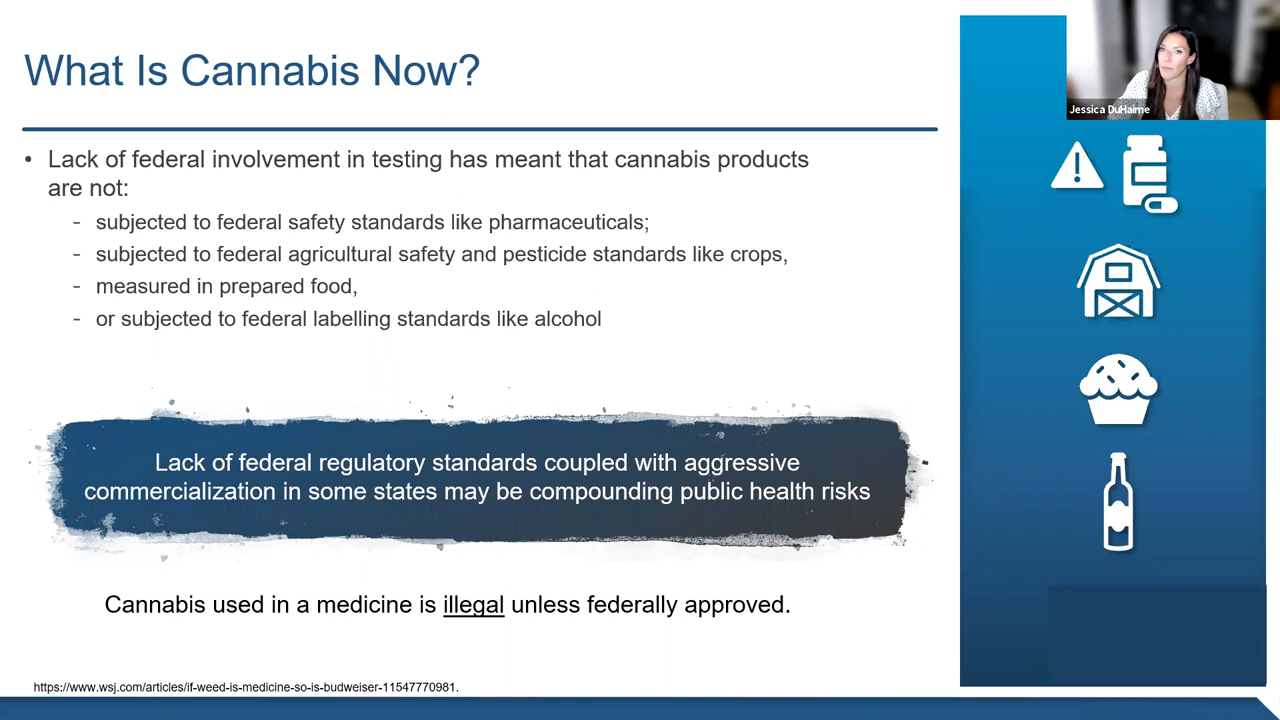 What Is Cannabis Now?
Jessica DuHaime
• Lack of federal involvement in testing has meant that cannabis products
are not:
- subjected to federal safety standards like pharmaceuticals;
- subjected to federal agricultural safety and pesticide standards like crops,
- measured in prepared food,
- or subjected to federal labelling standards like alcohol
Lack of federal regulatory standards coupled with aggressive
commercialization in some states may be compounding public health risks
Cannabis used in a medicine is illegal unless federally approved.
https://www.wsj.com/articles/if-weed-is-medicine-so-is-budweiser-11547770981.